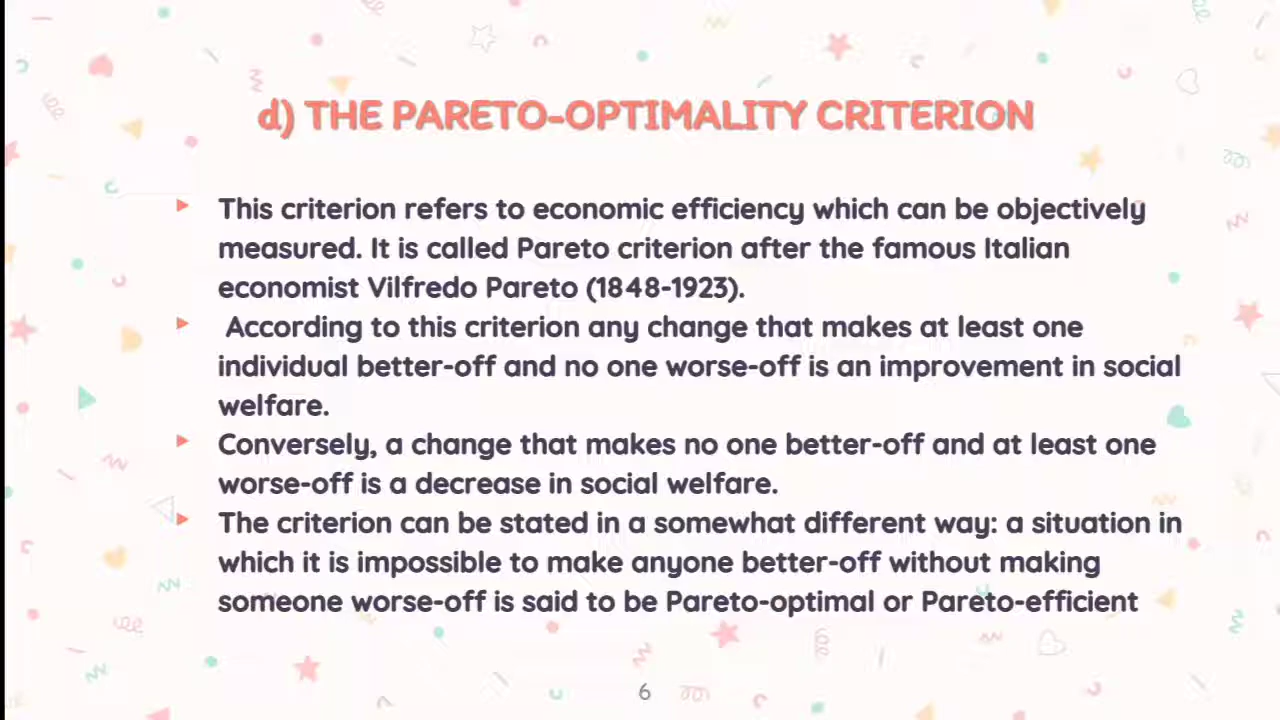 d) THE PARETO-OPTIMALITY CRITERION
This criterion refers to economic efficiency which can be objectively
measured. It is called Pareto criterion after the famous Italian
economist Vilfredo Pareto (1848-1923).
According to this criterion any change that makes at least one
individual better-off and no one worse-off is an improvement in social
welfare.
Conversely, a change that makes no one better-off and at least one
worse-off is a decrease in social welfare.
The criterion can be stated in a somewhat different way: a situation in
which it is impossible to make anyone better-off without making
someone worse-off is said to be Pareto-optimal or Pareto-efficient
6